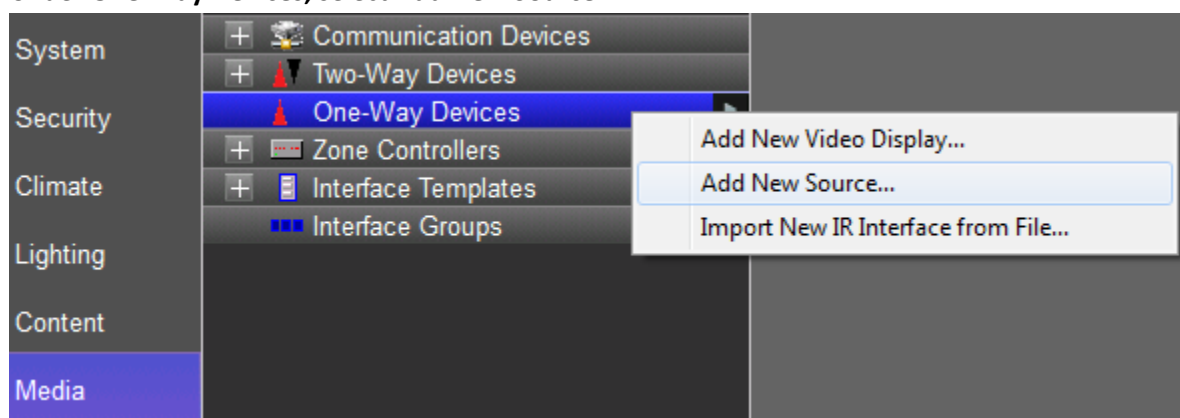 System
Security
Climate
Lighting
Content
Media
Communication Devices
Two-Way Devices
One-Way Devices
Zone Controllers
Interface Templates
Interface Groups
Add New Video Display...
Add New Source...
Import New IR Interface from File...